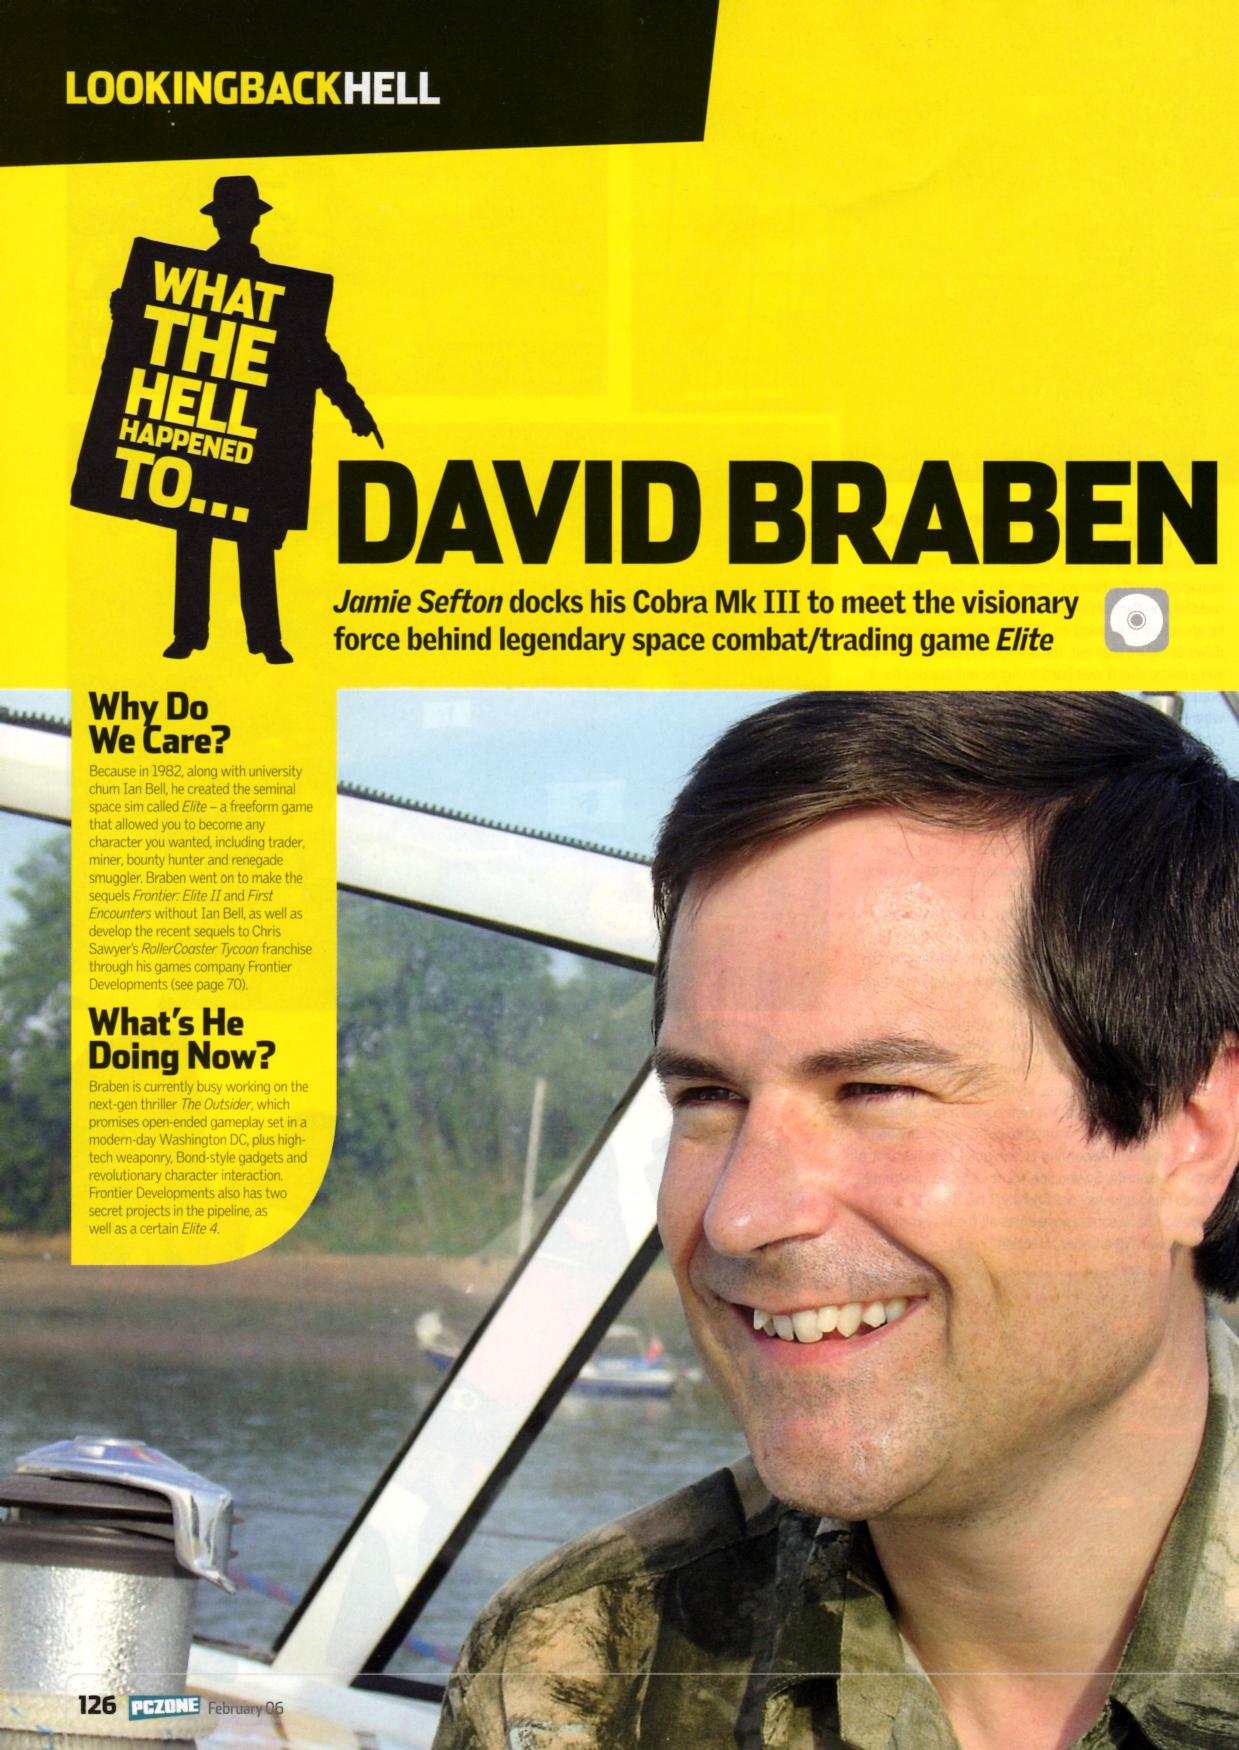 LOOKINGBACKHELL
WHAT
THE
HELL
HAPPENED
TO...
DAVID BRABEN
Jamie Sefton docks his Cobra Mk III to meet the visionary
force behind legendary space combat/trading game Elite
Why Do
We Care?
Because in 1982, along with university
chum Ian Bell, he created the seminal
space sim called Elite – a freeform game
that allowed you to become any
character you wanted, including trader,
miner, bounty hunter and renegade
smuggler. Braben went on to make the
sequels Frontier: Elite II and First
Encounters without Ian Bell, as well as
develop the recent sequels to Chris
Sawyer's RollerCoaster Tycoon franchise
through his games company Frontier
Developments (see page 70).
What's He
Doing Now?
Braben is currently busy working on the
next-gen thriller The Outsider, which
promises open-ended gameplay set in a
modern-day Washington DC, plus high-
tech weaponry, Bond-style gadgets and
revolutionary character interaction.
Frontier Developments also has two
secret projects in the pipeline, as
well as a certain Elite 4.
126 PCZONE February 06